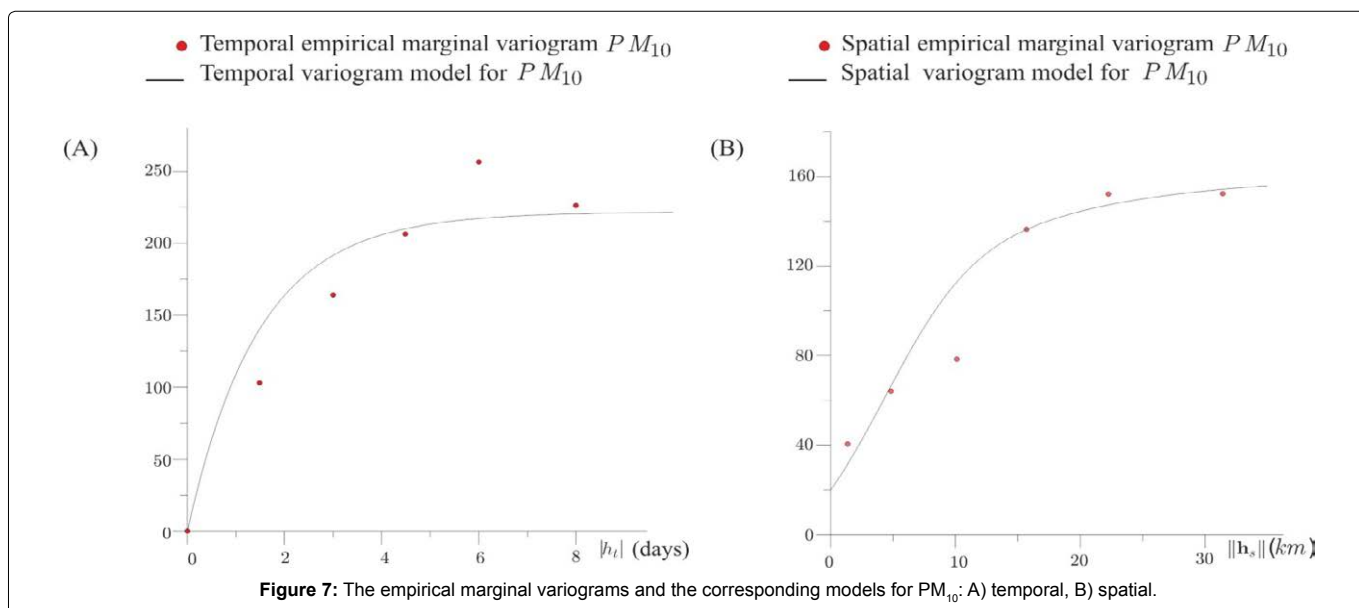 Temporal empirical marginal variogram PM₁₀
Temporal variogram model for PM₁₀
Spatial empirical marginal variogram PM₁₀
Spatial variogram model for PM₁₀
(A)
250
200
150
100
50
0
0 2 4 6 8
|hₜ| (days)
(B)
160
120
80
40
0
0 10 20 30
‖hₛ‖ (km)
Figure 7: The empirical marginal variograms and the corresponding models for PM₁₀: A) temporal, B) spatial.